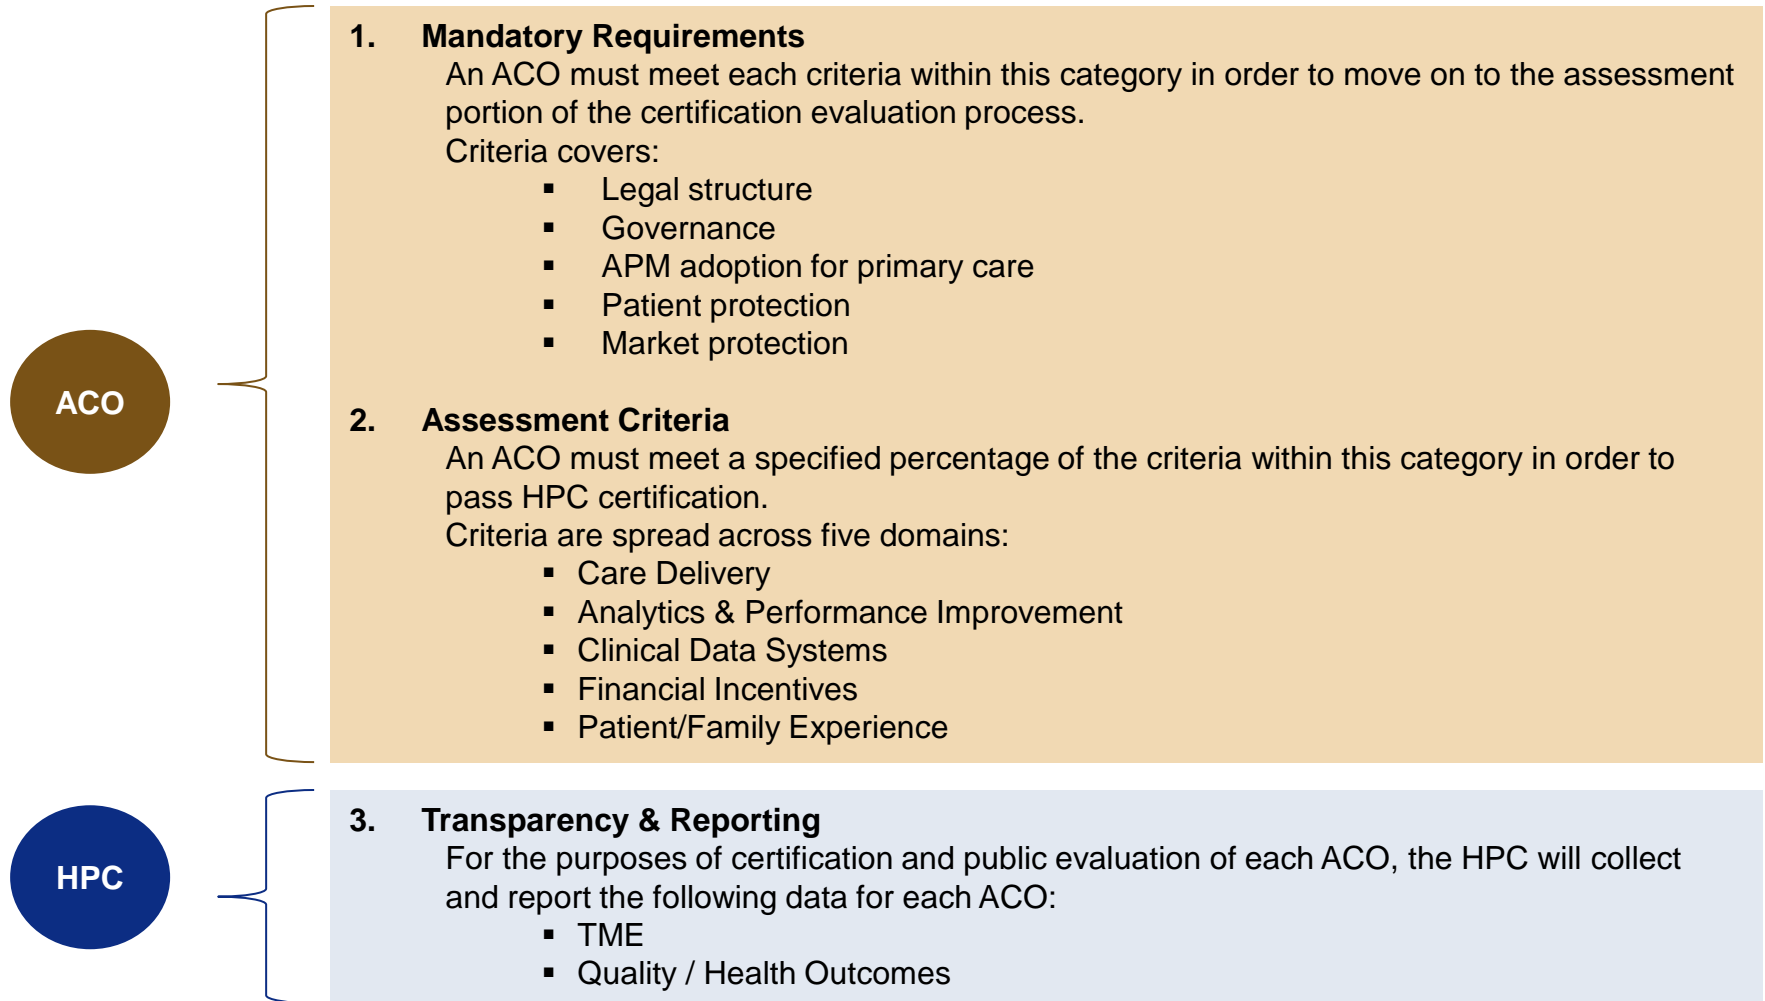 1. Mandatory Requirements
An ACO must meet each criteria within this category in order to move on to the assessment
portion of the certification evaluation process.
Criteria covers:
▪ Legal structure
▪ Governance
▪ APM adoption for primary care
▪ Patient protection
▪ Market protection
ACO
2. Assessment Criteria
An ACO must meet a specified percentage of the criteria within this category in order to
pass HPC certification.
Criteria are spread across five domains:
▪ Care Delivery
▪ Analytics & Performance Improvement
▪ Clinical Data Systems
▪ Financial Incentives
▪ Patient/Family Experience
HPC
3. Transparency & Reporting
For the purposes of certification and public evaluation of each ACO, the HPC will collect
and report the following data for each ACO:
▪ TME
▪ Quality / Health Outcomes